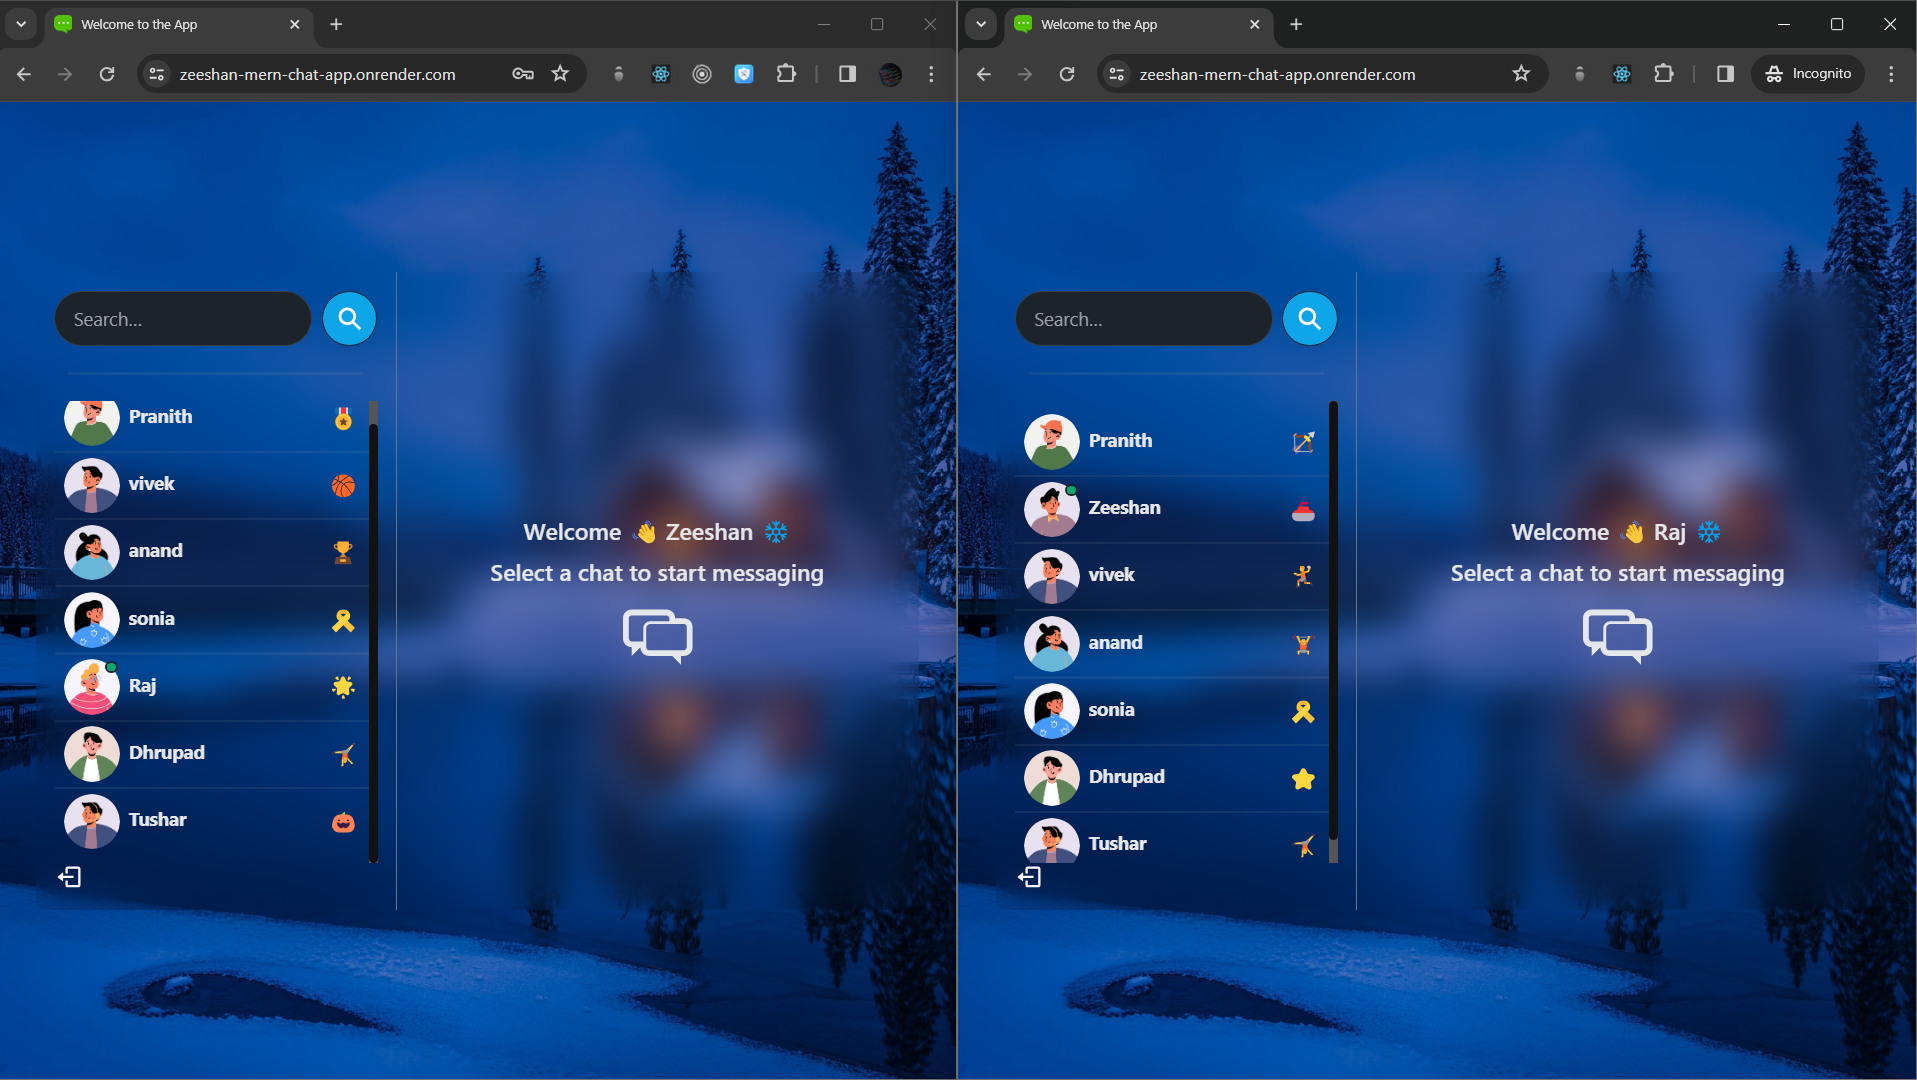 Welcome to the App
zeeshan-mern-chat-app.onrender.com
Search...
Pranith
vivek
anand
sonia
Raj
Dhrupad
Tushar
Welcome 👋 Zeeshan ❄
Select a chat to start messaging
Welcome to the App
zeeshan-mern-chat-app.onrender.com
Incognito
Search...
Pranith
Zeeshan
vivek
anand
sonia
Dhrupad
Tushar
Welcome 👋 Raj ❄
Select a chat to start messaging